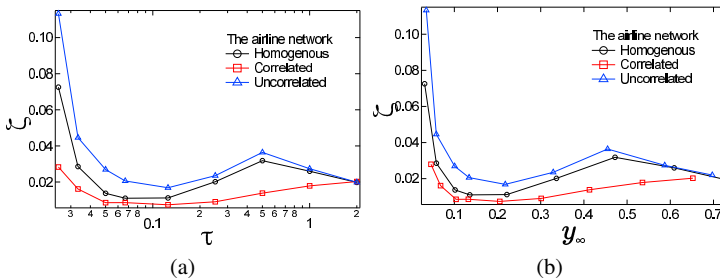 The airline network
Homogenous
Correlated
Uncorrelated
0.10
0.08
0.06
0.04
0.02
ζ
3 4 5 6 7 8 0.1 2 3 4 5 6 7 8 1 2
τ
(a)
The airline network
Homogenous
Correlated
Uncorrelated
0.10
0.08
0.06
0.04
0.02
ζ
0.1 0.2 0.3 0.4 0.5 0.6 0.7
y∞
(b)